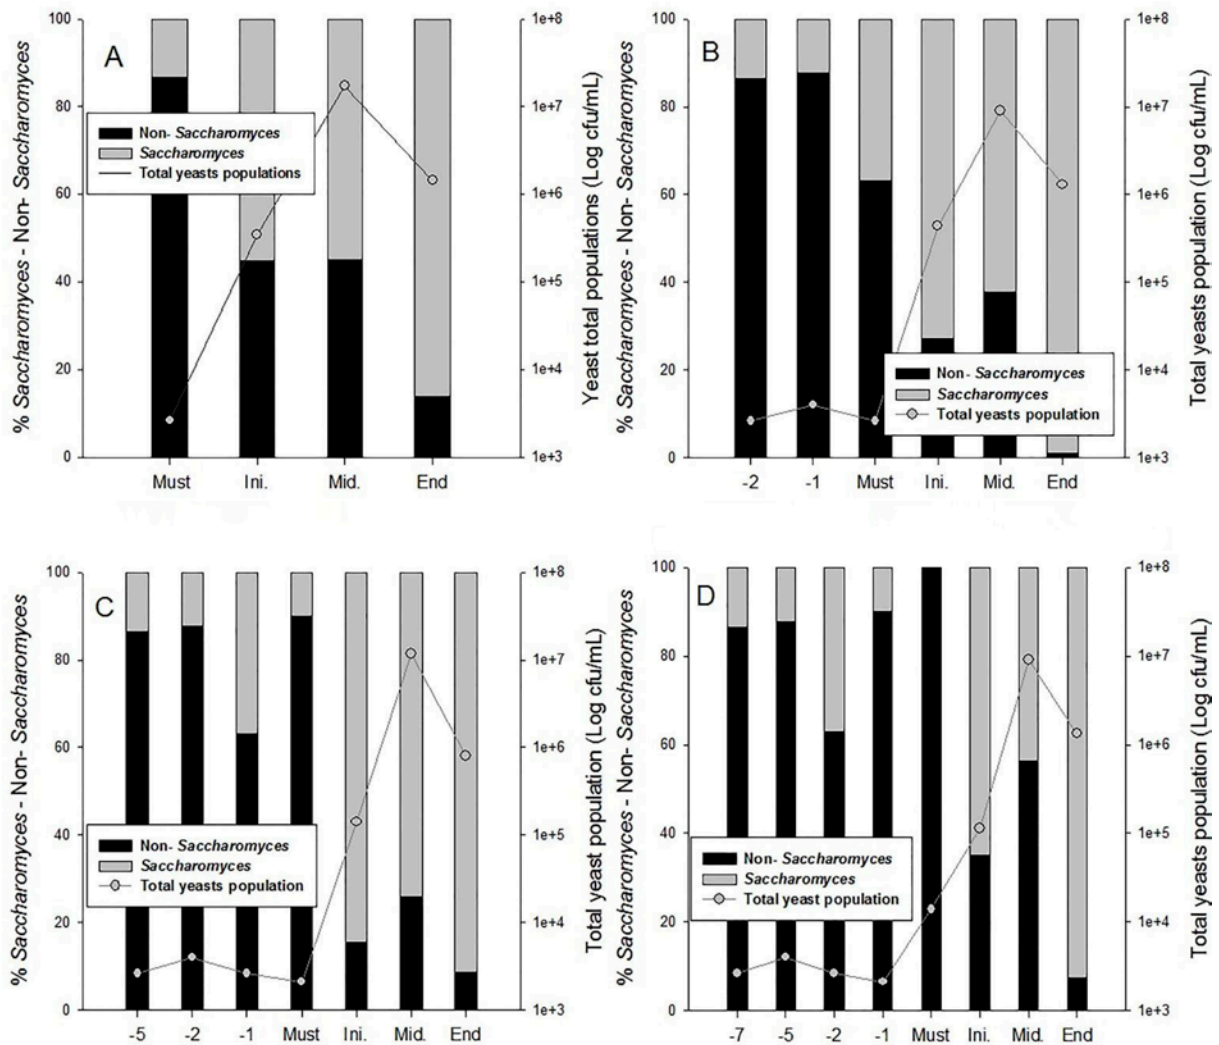 A
% Saccharomyces - Non- Saccharomyces
100
80
60
40
20
0
Non- Saccharomyces
Saccharomyces
Total yeasts populations
Must Ini. Mid. End
1e+8
1e+7
1e+6
1e+5
1e+4
1e+3
Yeast total populations (Log cfu/mL)
B
% Saccharomyces - Non- Saccharomyces
100
80
60
40
20
0
Non- Saccharomyces
Saccharomyces
Total yeasts population
-2 -1 Must Ini. Mid. End
1e+8
1e+7
1e+6
1e+5
1e+4
1e+3
Total yeasts population (Log cfu/mL)
C
% Saccharomyces - Non- Saccharomyces
100
80
60
40
20
0
Non- Saccharomyces
Saccharomyces
Total yeasts population
-5 -2 -1 Must Ini. Mid. End
1e+8
1e+7
1e+6
1e+5
1e+4
1e+3
Total yeast population (Log cfu/mL)
D
% Saccharomyces - Non- Saccharomyces
100
80
60
40
20
0
Non- Saccharomyces
Saccharomyces
Total yeast population
-7 -5 -2 -1 Must Ini. Mid. End
1e+8
1e+7
1e+6
1e+5
1e+4
1e+3
Total yeasts population (Log cfu/mL)